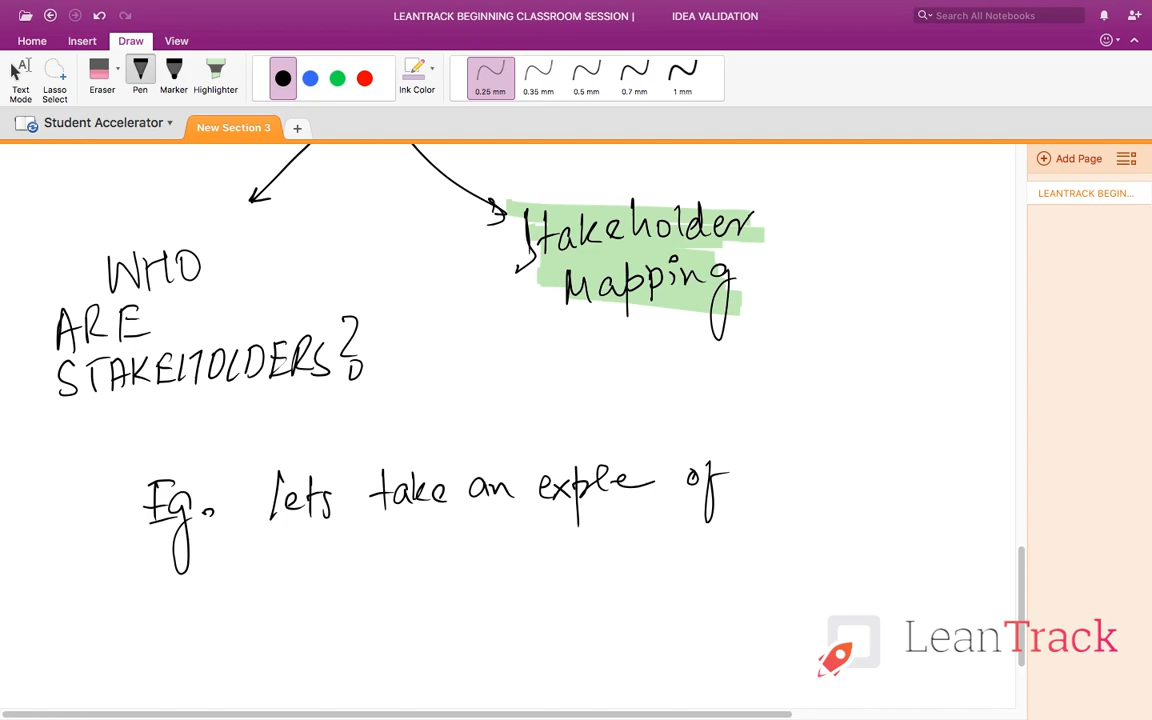 LEANTRACK BEGINNING CLASSROOM SESSION | IDEA VALIDATION
Search All Notebooks
Home Insert Draw View
Text Mode
Lasso Select
Eraser
Pen
Marker
Highlighter
Ink Color
0.25 mm 0.35 mm 0.5 mm 0.7 mm 1 mm
Student Accelerator
New Section 3
+
Add Page
LEANTRACK BEGIN...
Stakeholder
Mapping
WHO
ARE
STAKEHOLDERS?
Eg. lets take an exple of
LeanTrack